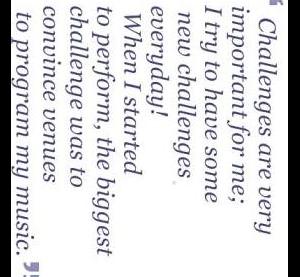 " Challenges are very
important for me;
I try to have some
new challenges
everyday!
When I started
to perform, the biggest
challenge was to
convince venues
to program my music. "